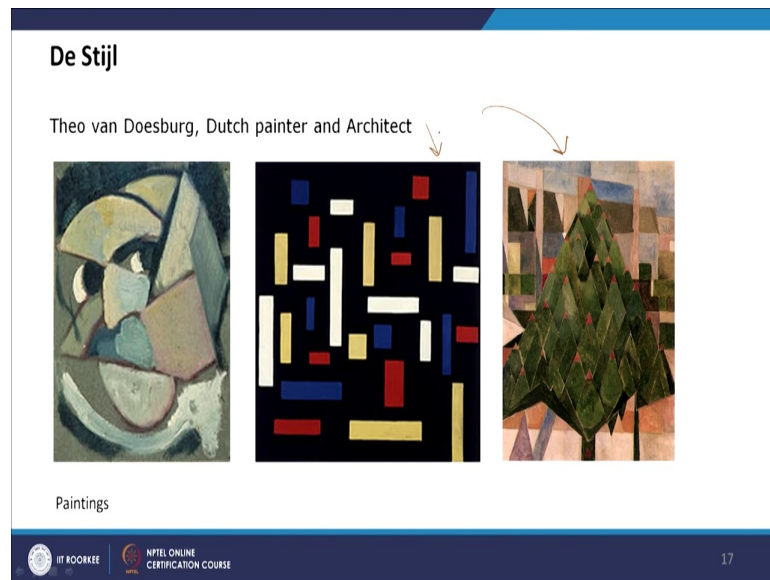 De Stijl
Theo van Doesburg, Dutch painter and Architect
Paintings
IIT ROORKEE
NPTEL ONLINE
CERTIFICATION COURSE
17